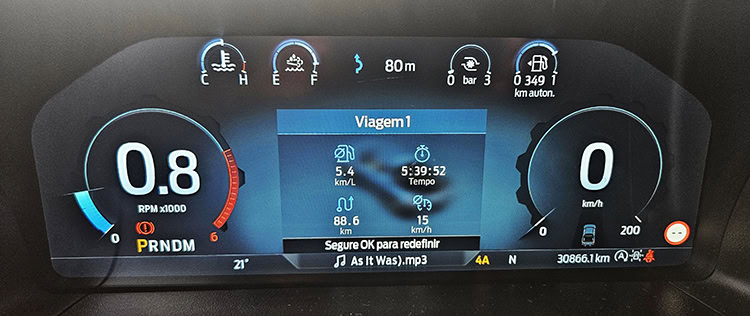 C H
E F
80 m
0 bar 3
0 349 1
km auton.
Viagem 1
5.4
km/L
5:39:52
Tempo
88.6
km
15
km/h
Segure OK para redefinir
As It Was).mp3
0.8
RPM x1000
0 6
PRNDM
21°
4A
N
0
km/h
0 200
30866.1 km
A